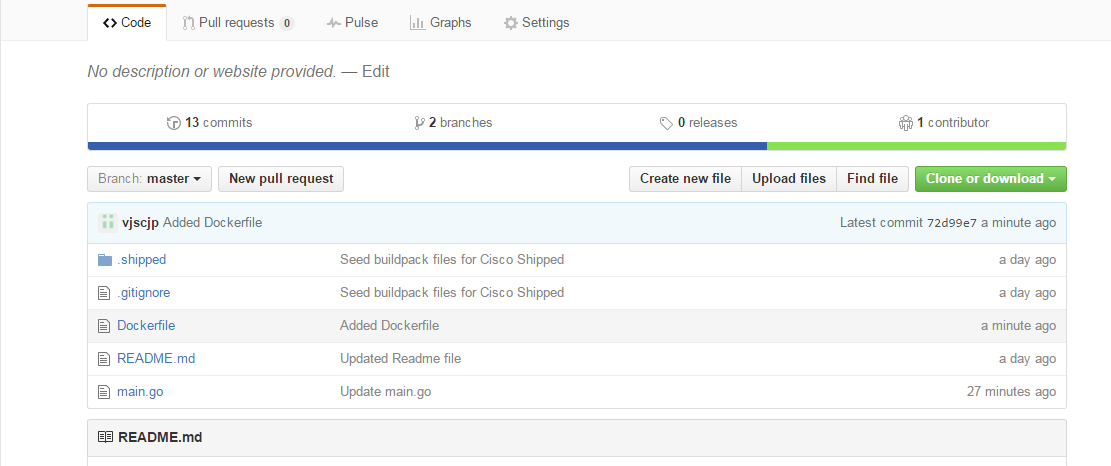 Code Pull requests 0 Pulse Graphs Settings
No description or website provided. — Edit
13 commits 2 branches 0 releases 1 contributor
Branch: master New pull request Create new file Upload files Find file Clone or download
vjscjp Added Dockerfile Latest commit 72d99e7 a minute ago
.shipped Seed buildpack files for Cisco Shipped a day ago
.gitignore Seed buildpack files for Cisco Shipped a day ago
Dockerfile Added Dockerfile a minute ago
README.md Updated Readme file a day ago
main.go Update main.go 27 minutes ago
README.md